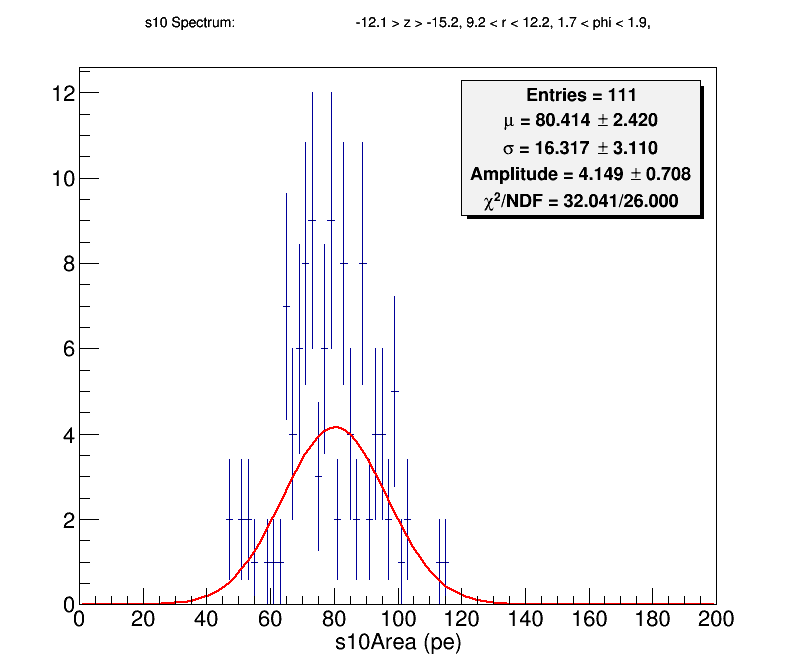 s10 Spectrum: -12.1 > z > -15.2, 9.2 < r < 12.2, 1.7 < phi < 1.9,
Entries = 111
μ = 80.414 ± 2.420
σ = 16.317 ± 3.110
Amplitude = 4.149 ± 0.708
χ²/NDF = 32.041/26.000
12
10
8
6
4
2
0
0 20 40 60 80 100 120 140 160 180 200
s10Area (pe)